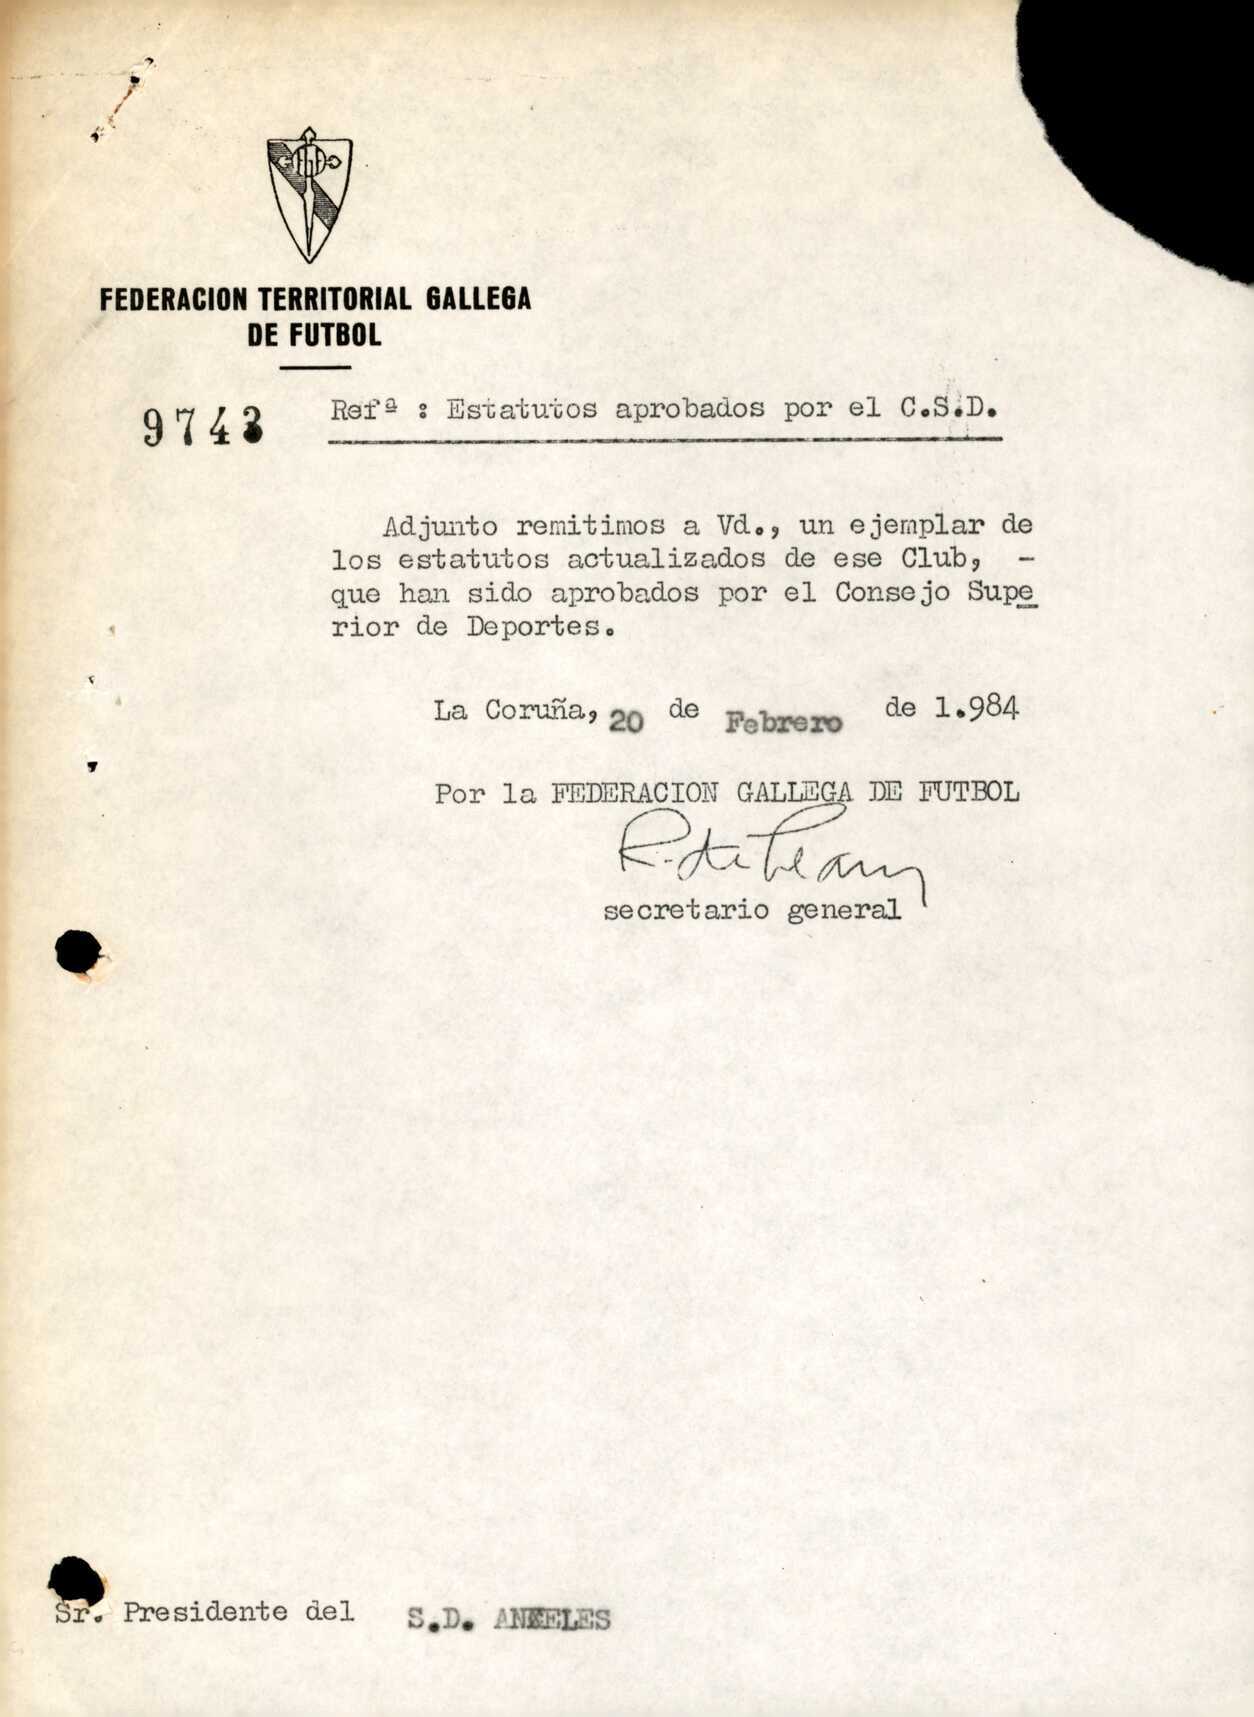 FEDERACION TERRITORIAL GALLEGA
DE FUTBOL
9743
Refª : Estatutos aprobados por el C.S.D.
Adjunto remitimos a Vd., un ejemplar de
los estatutos actualizados de ese Club, -
que han sido aprobados por el Consejo Supe
rior de Deportes.
La Coruña, 20 de Febrero de 1.984
Por la FEDERACION GALLEGA DE FUTBOL
secretario general
Sr. Presidente del S.D. ANXELES